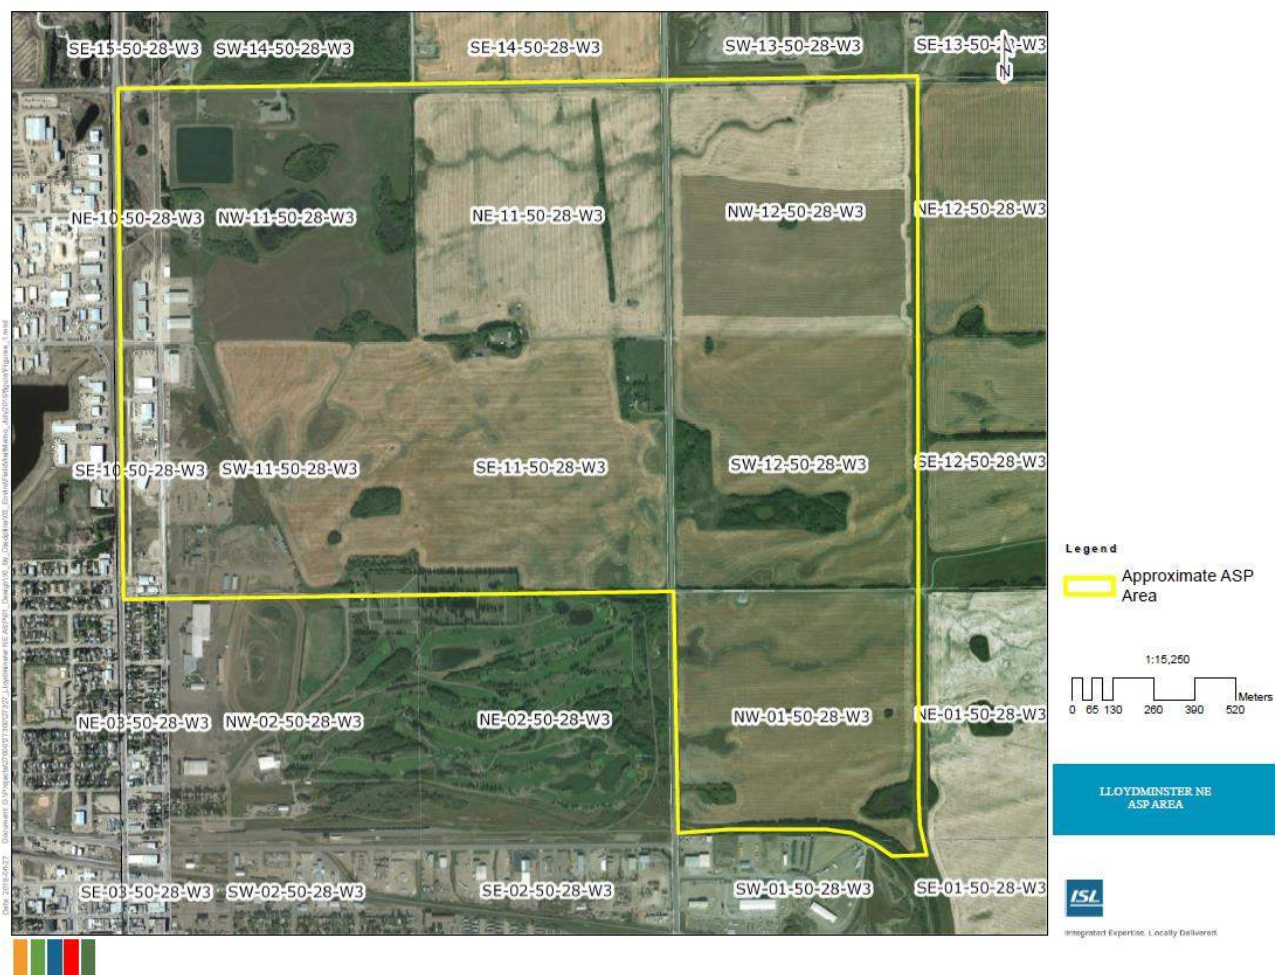 SE-15-50-28-W3 SW-14-50-28-W3 SE-14-50-28-W3 SW-13-50-28-W3
N
NE-10-50-28-W3 NW-11-50-28-W3 NE-11-50-28-W3 NW-12-50-28-W3 NE-12-50-28-W3
SE-10-50-28-W3 SW-11-50-28-W3 SE-11-50-28-W3 SW-12-50-28-W3 SE-12-50-28-W3
NE-03-50-28-W3 NW-02-50-28-W3 NE-02-50-28-W3 NW-01-50-28-W3 NE-01-50-28-W3
SE-03-50-28-W3 SW-02-50-28-W3 SE-02-50-28-W3 SW-01-50-28-W3 SE-01-50-28-W3
Legend
Approximate ASP
Area
1:15,250
0 65 130 260 390 520 Meters
LLOYDMINSTER NE
ASP AREA
ISL
Integrated Expertise. Locally Delivered.